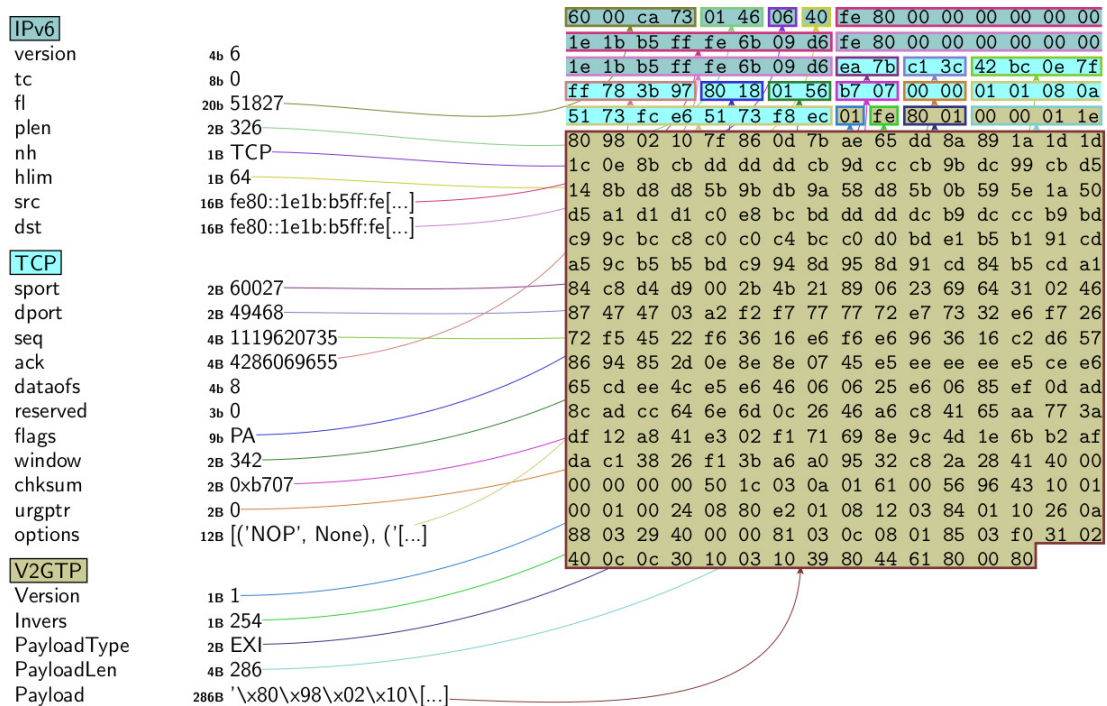 IPv6
version 4b 6
tc 8b 0
fl 20b 51827
plen 2B 326
nh 1B TCP
hlim 1B 64
src 16B fe80::1e1b:b5ff:fe[...]
dst 16B fe80::1e1b:b5ff:fe[...]
TCP
sport 2B 60027
dport 2B 49468
seq 4B 1119620735
ack 4B 4286069655
dataofs 4b 8
reserved 3b 0
flags 9b PA
window 2B 342
chksum 2B 0xb707
urgptr 2B 0
options 12B [('NOP', None), ('[...]
V2GTP
Version 1B 1
Invers 1B 254
PayloadType 2B EXI
PayloadLen 4B 286
Payload 286B '\x80\x98\x02\x10\[...]
60 00 ca 73 01 46 06 40 fe 80 00 00 00 00 00 00
1e 1b b5 ff fe 6b 09 d6 fe 80 00 00 00 00 00 00
1e 1b b5 ff fe 6b 09 d6 ea 7b c1 3c 42 bc 0e 7f
ff 78 3b 97 80 18 01 56 b7 07 00 00 01 01 08 0a
51 73 fc e6 51 73 f8 ec 01 fe 80 01 00 00 01 1e
80 98 02 10 7f 86 0d 7b ae 65 dd 8a 89 1a 1d 1d
1c 0e 8b cb dd dd dd cb 9d cc cb 9b dc 99 cb d5
14 8b d8 d8 5b 9b db 9a 58 d8 5b 0b 59 5e 1a 50
d5 a1 d1 d1 c0 e8 bc bd dd dd dc b9 dc cc b9 bd
c9 9c bc c8 c0 c0 c4 bc c0 d0 bd e1 b5 b1 91 cd
a5 9c b5 b5 bd c9 94 8d 95 8d 91 cd 84 b5 cd a1
84 c8 d4 d9 00 2b 4b 21 89 06 23 69 64 31 02 46
87 47 47 03 a2 f2 f7 77 77 72 e7 73 32 e6 f7 26
72 f5 45 22 f6 36 16 e6 f6 e6 96 36 16 c2 d6 57
86 94 85 2d 0e 8e 8e 07 45 e5 ee ee ee e5 ce e6
65 cd ee 4c e5 e6 46 06 06 25 e6 06 85 ef 0d ad
8c ad cc 64 6e 6d 0c 26 46 a6 c8 41 65 aa 77 3a
df 12 a8 41 e3 02 f1 71 69 8e 9c 4d 1e 6b b2 af
da c1 38 26 f1 3b a6 a0 95 32 c8 2a 28 41 40 00
00 00 00 00 50 1c 03 0a 01 61 00 56 96 43 10 01
00 01 00 24 08 80 e2 01 08 12 03 84 01 10 26 0a
88 03 29 40 00 00 81 03 0c 08 01 85 03 f0 31 02
40 0c 0c 30 10 03 10 39 80 44 61 80 00 80